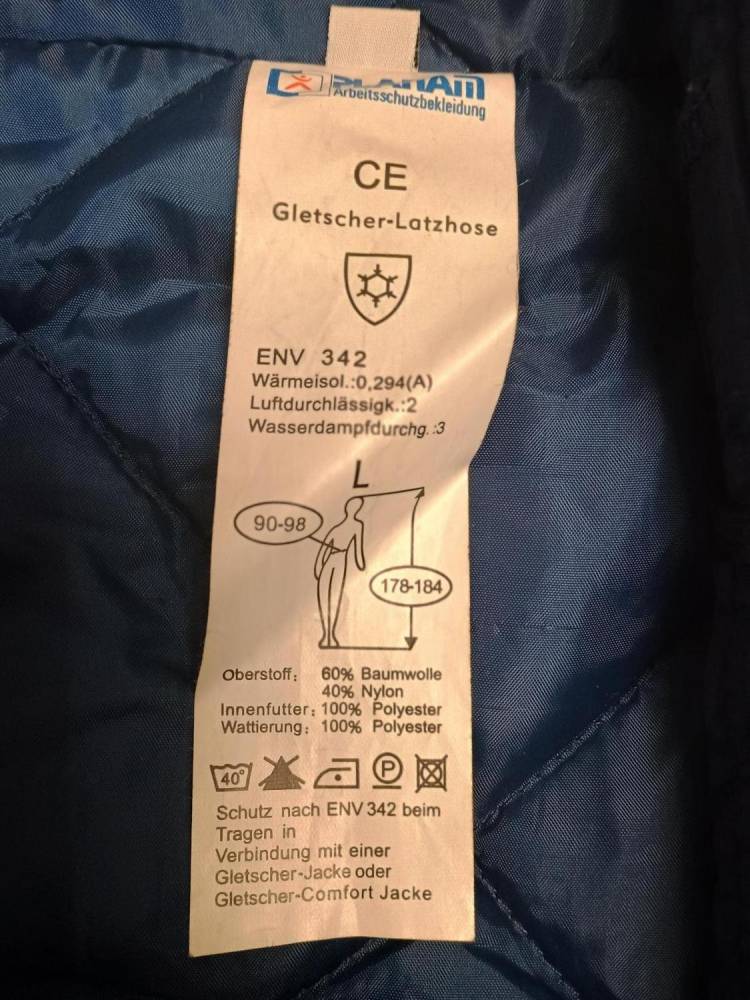 Arbeitsschutzbekleidung
CE
Gletscher-Latzhose
ENV 342
Wärmeisol.:0,294(A)
Luftdurchlässigk.:2
Wasserdampfdurchg.:3
L
90-98
178-184
Oberstoff: 60% Baumwolle
40% Nylon
Innenfutter: 100% Polyester
Wattierung: 100% Polyester
40° P
Schutz nach ENV 342 beim
Tragen in
Verbindung mit einer
Gletscher-Jacke oder
Gletscher-Comfort Jacke